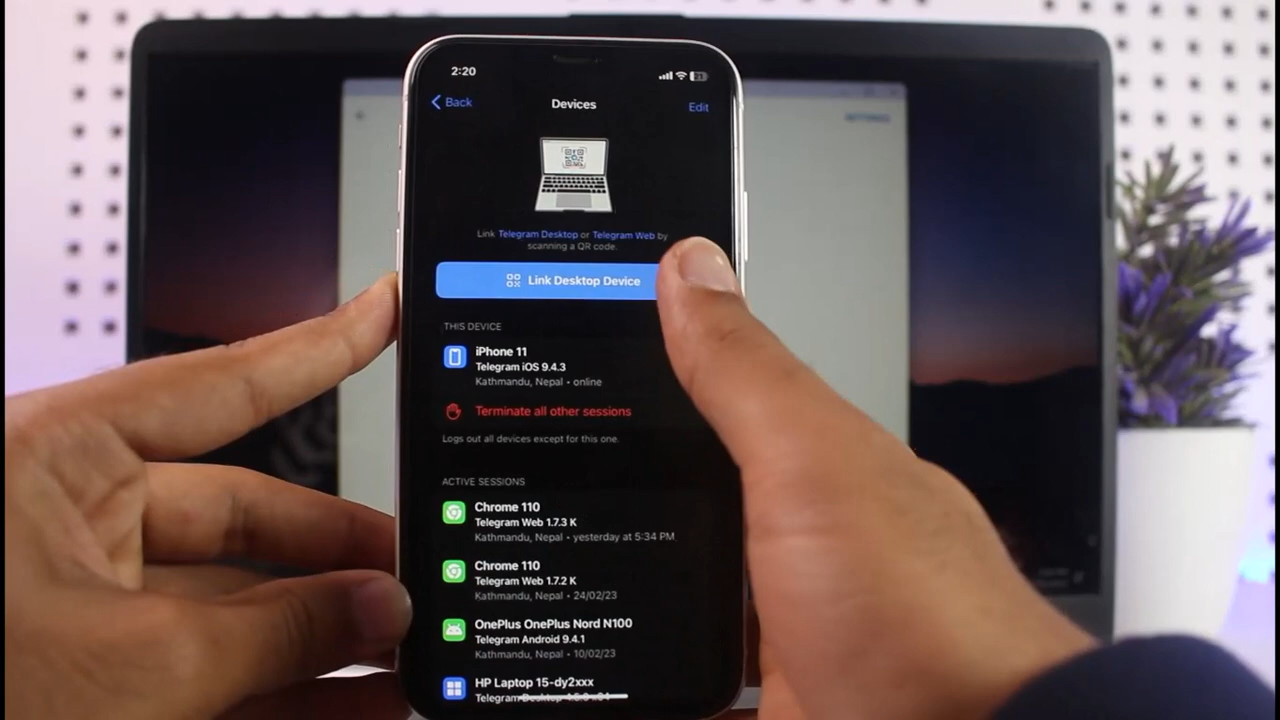 2:20
21
Back
Devices
Edit
Link Telegram Desktop or Telegram Web by
scanning a QR code.
Link Desktop Device
THIS DEVICE
iPhone 11
Telegram iOS 9.4.3
Kathmandu, Nepal • online
Terminate all other sessions
Logs out all devices except for this one.
ACTIVE SESSIONS
Chrome 110
Telegram Web 1.7.3 K
Kathmandu, Nepal • yesterday at 5:34 PM
Chrome 110
Telegram Web 1.7.2 K
Kathmandu, Nepal • 24/02/23
OnePlus OnePlus Nord N100
Telegram Android 9.4.1
Kathmandu, Nepal • 10/02/23
HP Laptop 15-dy2xxx
Telegram Desktop